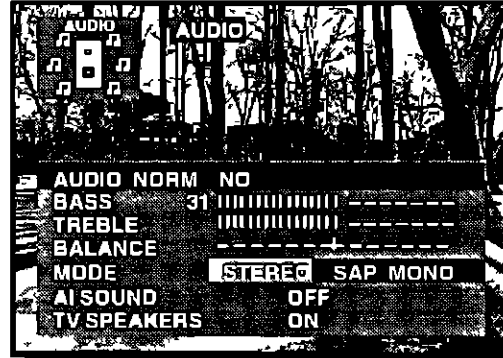 AUDIO
AUDIO
AUDIO NORM NO
BASS 31
TREBLE
BALANCE
MODE STEREO SAP MONO
AI SOUND OFF
TV SPEAKERS ON